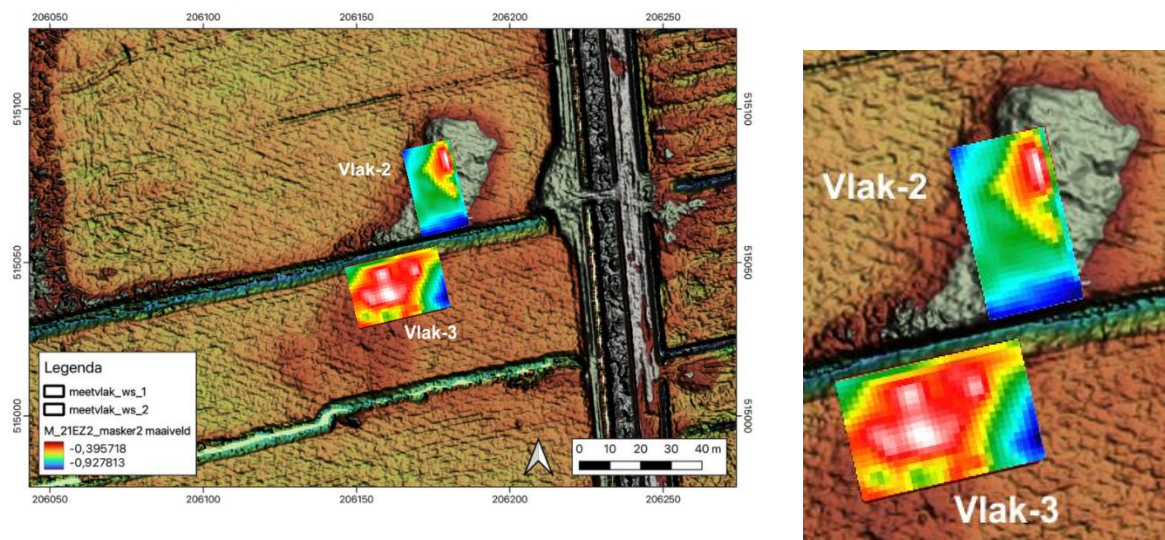 206050 206100 206150 206200 206250
515100 515100
Vlak-2
515050 515050
Vlak-3
Legenda
meetvlak_ws_1
meetvlak_ws_2
M_21EZ2_masker2 maaiveld
-0,395718
-0,927813
515000 515000
0 10 20 30 40 m
206050 206100 206150 206200 206250
Vlak-2
Vlak-3